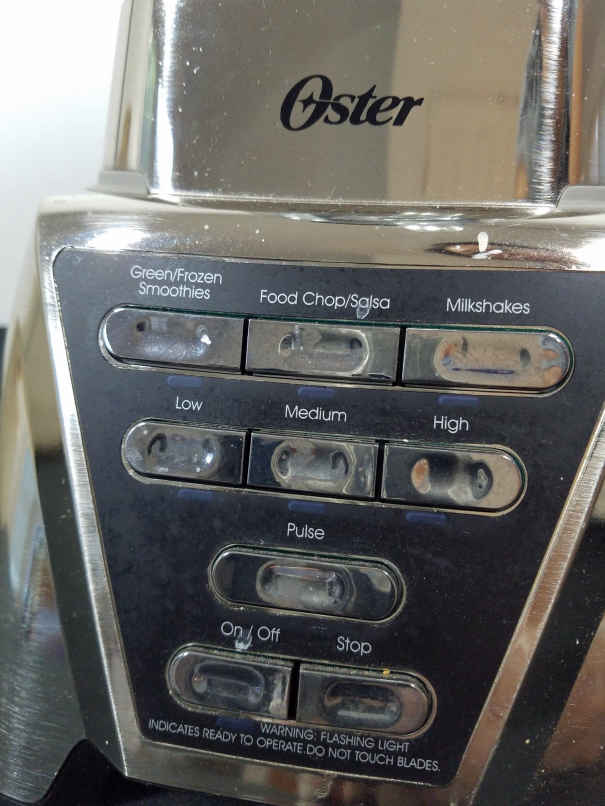 Oster
Green/Frozen
Smoothies
Food Chop/Salsa
Milkshakes
Low
Medium
High
Pulse
On / Off
Stop
WARNING: FLASHING LIGHT
INDICATES READY TO OPERATE.DO NOT TOUCH BLADES.